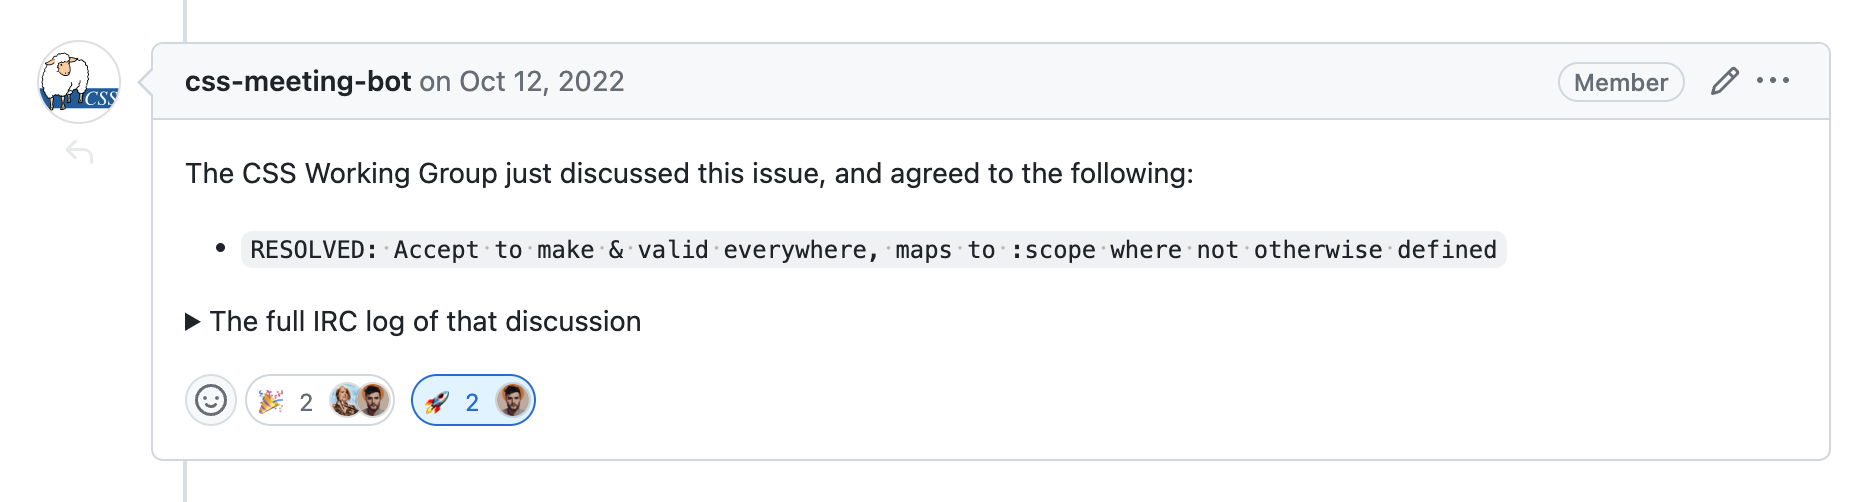 css-meeting-bot on Oct 12, 2022
Member
CSS
The CSS Working Group just discussed this issue, and agreed to the following:
• RESOLVED: Accept to make & valid everywhere, maps to :scope where not otherwise defined
▶ The full IRC log of that discussion
🎉 2
🚀 2